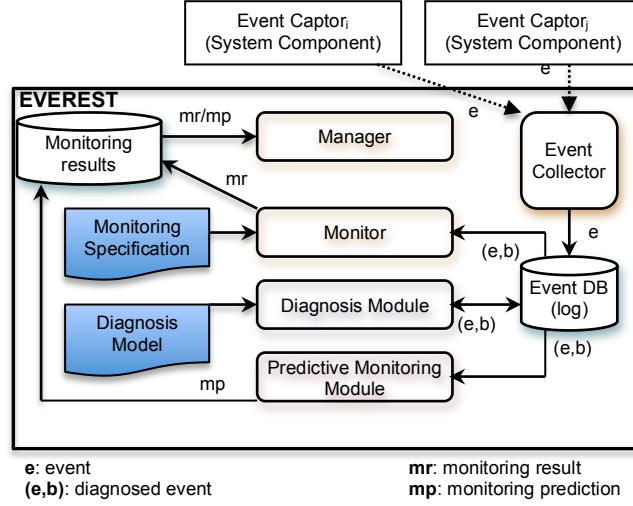 Event Captori
(System Component)
Event Captorj
(System Component)
e
e
EVEREST
mr/mp
Monitoring
results
Manager
Event
Collector
mr
Monitoring
Specification
Monitor
e
(e,b)
Event DB
(log)
Diagnosis Module
(e,b)
Diagnosis
Model
(e,b)
Predictive Monitoring
Module
mp
e: event
mr: monitoring result
(e,b): diagnosed event
mp: monitoring prediction